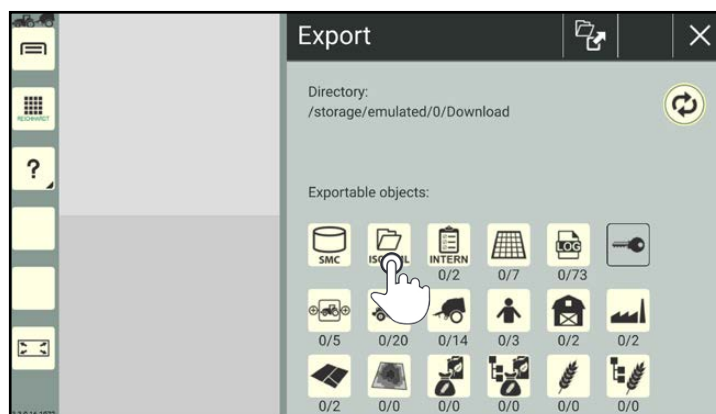 Export
Directory:
/storage/emulated/0/Download
REICHHARDT
?
Exportable objects:
SMC
INTERN
LOG
0/2
0/7
0/73
0/5
0/20
0/14
0/3
0/2
0/2
0/2
0/0
0/0
0/0
0/0
0/0